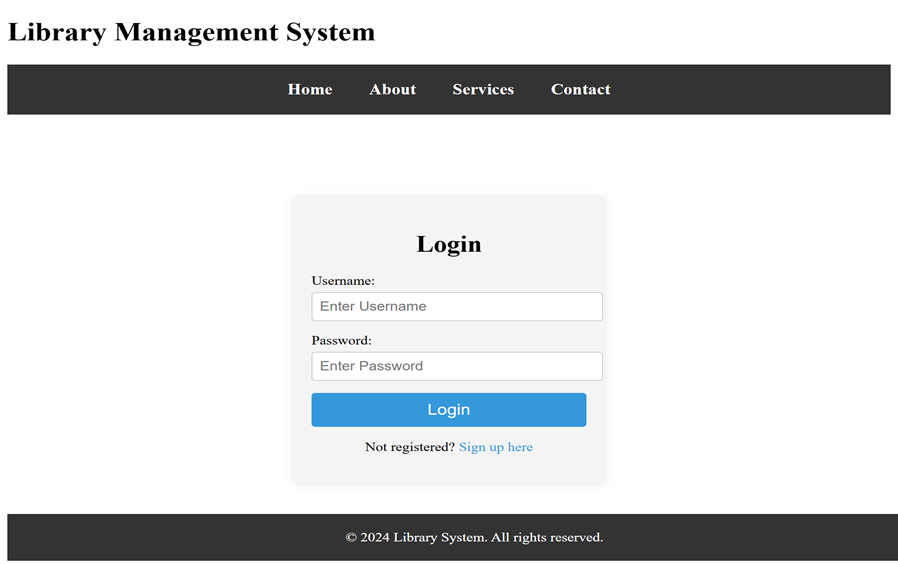 Library Management System
Home About Services Contact
Login
Username:
Enter Username
Password:
Enter Password
Login
Not registered? Sign up here
© 2024 Library System. All rights reserved.